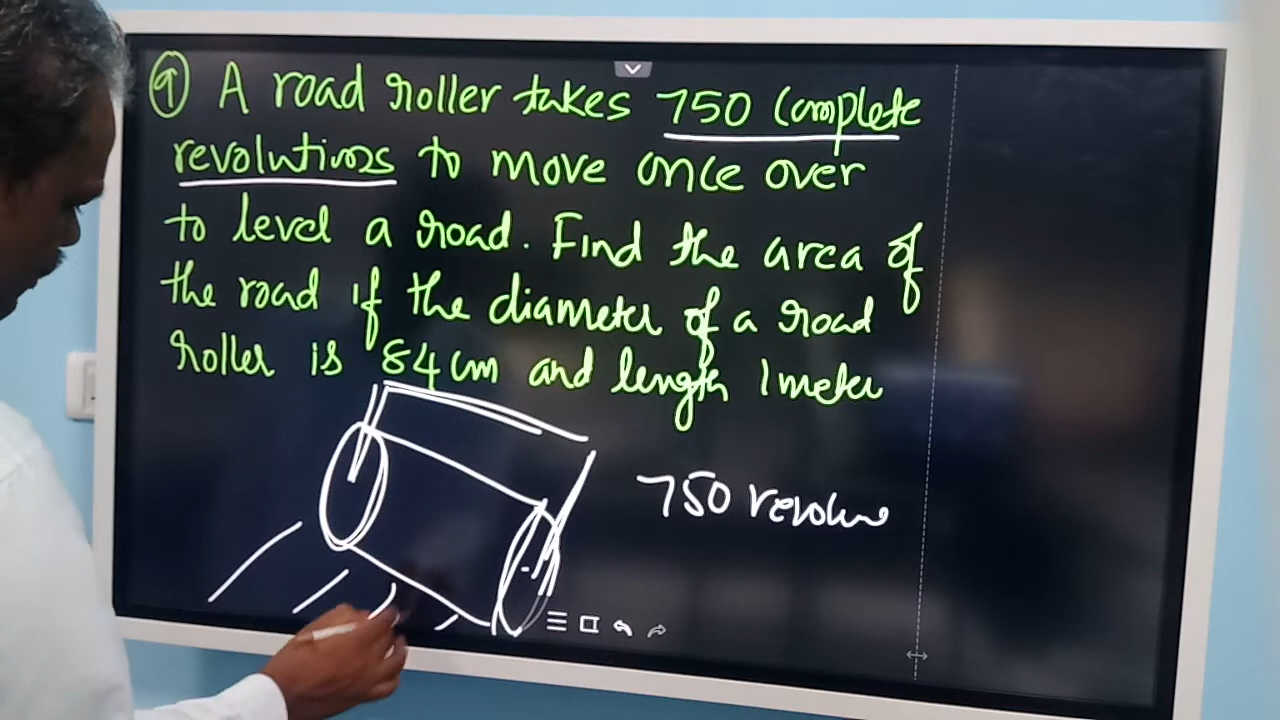 9 A road roller takes 750 complete
revolutions to move once over
to level a road. Find the area of
the road if the diameter of a road
roller is 84 cm and length 1 meter
750 revolu